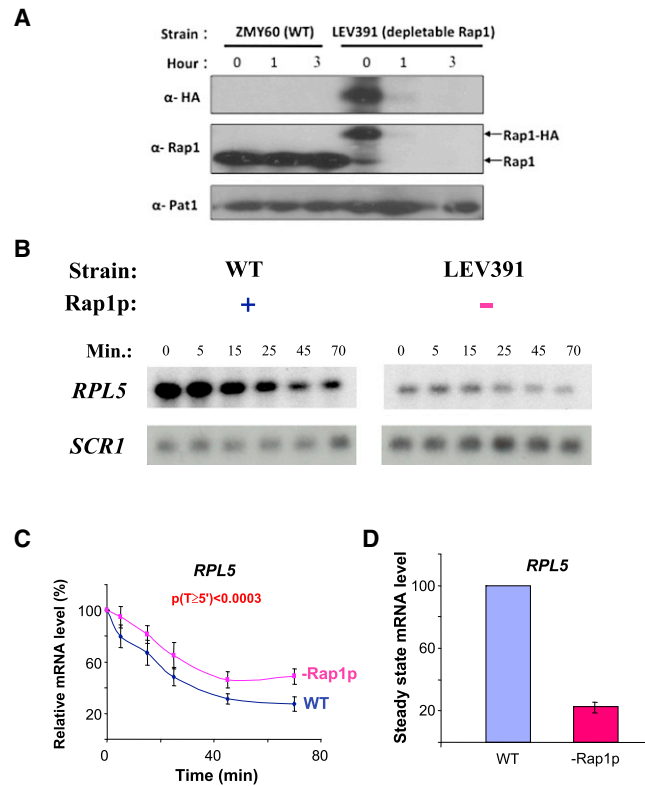 A
Strain : ZMY60 (WT) LEV391 (depletable Rap1)
Hour : 0 1 3 0 1 3
α- HA
α- Rap1
Rap1-HA
Rap1
α- Pat1
B
Strain: WT LEV391
Rap1p: + -
Min.: 0 5 15 25 45 70 0 5 15 25 45 70
RPL5
SCR1
C
RPL5
p(T≥5')<0.0003
Relative mRNA level (%)
100
60
20
-Rap1p
WT
0 40 80
Time (min)
D
RPL5
Steady state mRNA level
100
60
20
WT -Rap1p